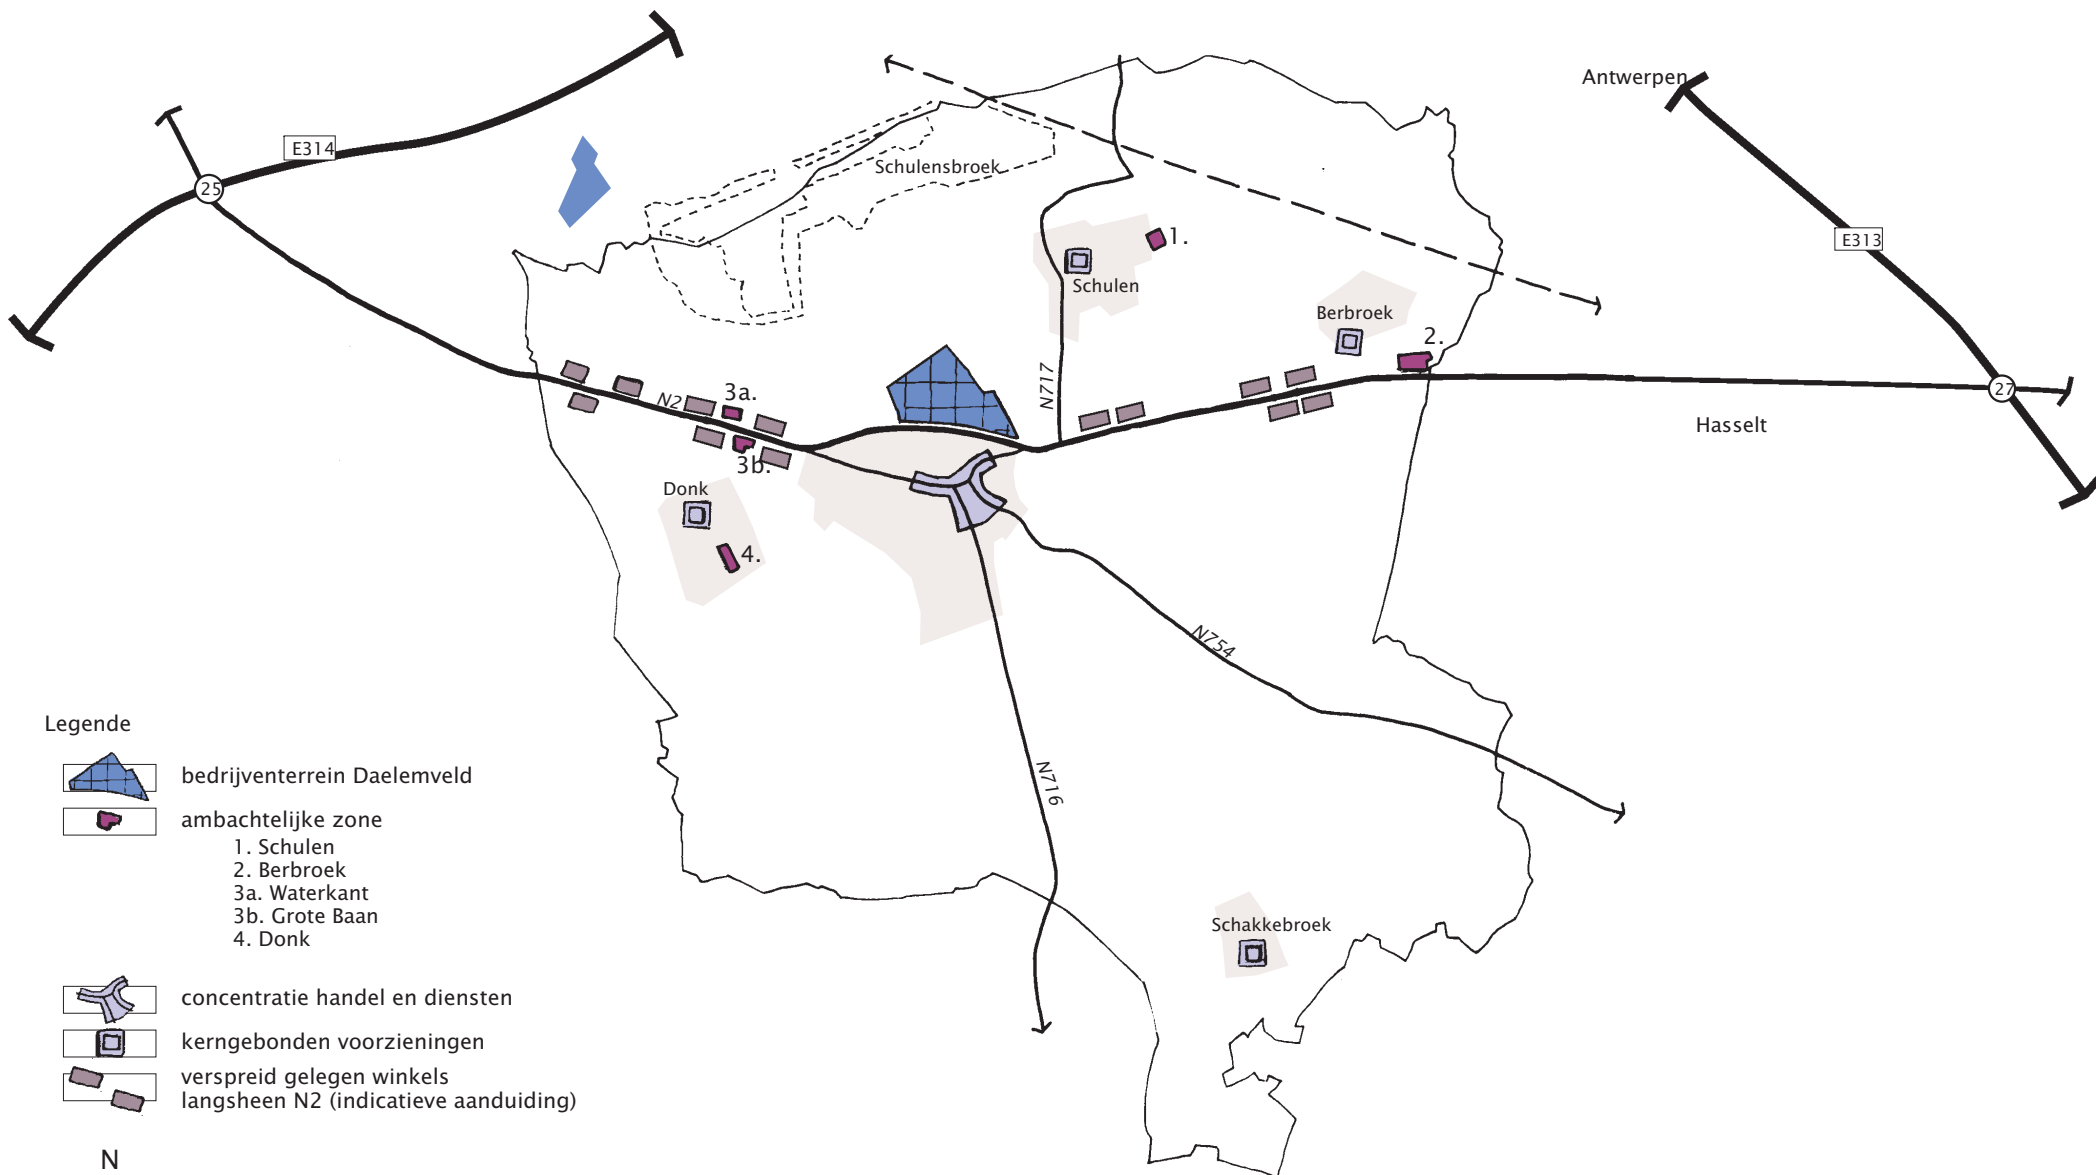 Antwerpen
E314
25
Schulensbroek
E313
1.
Schulen
Berbroek
2.
N717
3a.
N2
27
Hasselt
3b.
Donk
4.
N754
N716
Schakkebroek
Legende
bedrijventerrein Daelemveld
ambachtelijke zone
1. Schulen
2. Berbroek
3a. Waterkant
3b. Grote Baan
4. Donk
concentratie handel en diensten
kerngebonden voorzieningen
verspreid gelegen winkels
langsheen N2 (indicatieve aanduiding)
N